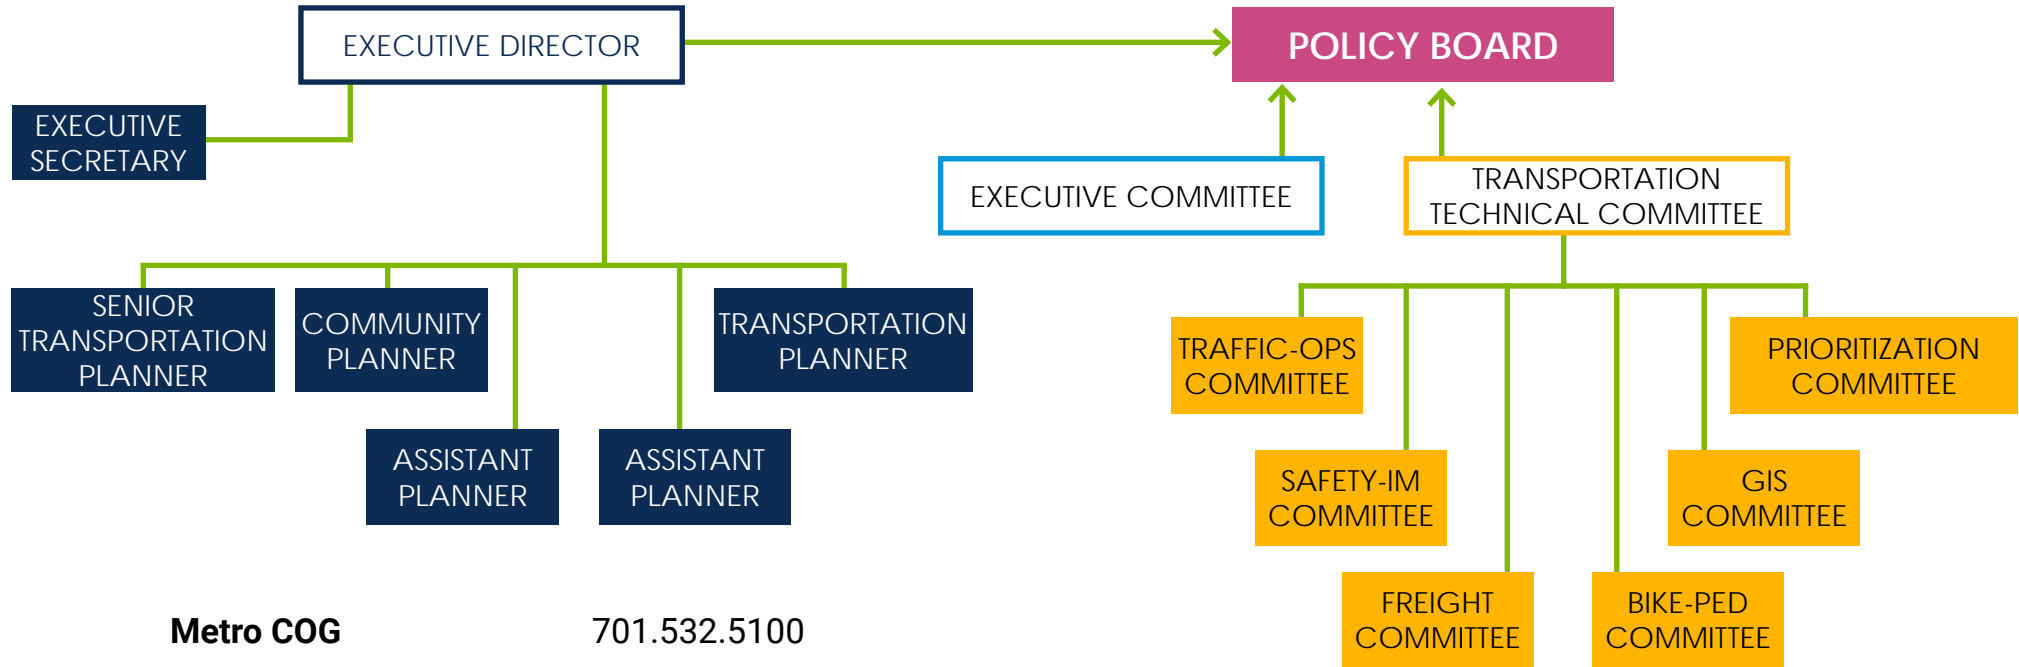 EXECUTIVE DIRECTOR
POLICY BOARD
EXECUTIVE
SECRETARY
EXECUTIVE COMMITTEE
TRANSPORTATION
TECHNICAL COMMITTEE
SENIOR
TRANSPORTATION
PLANNER
COMMUNITY
PLANNER
TRANSPORTATION
PLANNER
ASSISTANT
PLANNER
ASSISTANT
PLANNER
TRAFFIC-OPS
COMMITTEE
PRIORITIZATION
COMMITTEE
SAFETY-IM
COMMITTEE
GIS
COMMITTEE
FREIGHT
COMMITTEE
BIKE-PED
COMMITTEE
Metro COG 701.532.5100